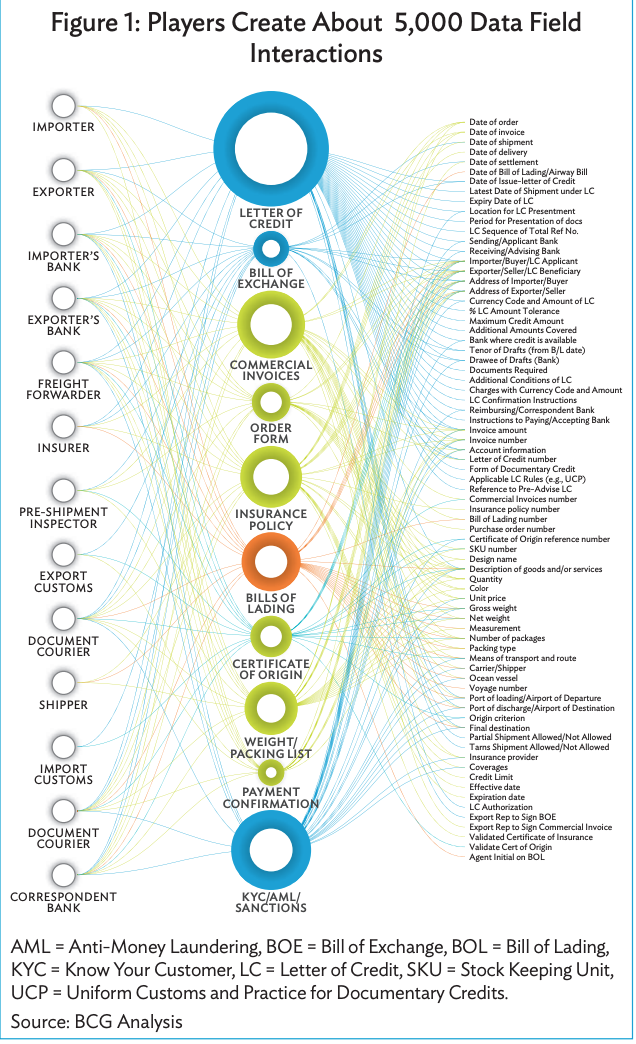 Figure 1: Players Create About 5,000 Data Field
Interactions
IMPORTER
EXPORTER
IMPORTER'S
BANK
EXPORTER'S
BANK
FREIGHT
FORWARDER
INSURER
PRE-SHIPMENT
INSPECTOR
EXPORT
CUSTOMS
DOCUMENT
COURIER
SHIPPER
IMPORT
CUSTOMS
DOCUMENT
COURIER
CORRESPONDENT
BANK
LETTER OF
CREDIT
BILL OF
EXCHANGE
COMMERCIAL
INVOICES
ORDER
FORM
INSURANCE
POLICY
BILLS OF
LADING
CERTIFICATE
OF ORIGIN
WEIGHT/
PACKING LIST
PAYMENT
CONFIRMATION
KYC/AML/
SANCTIONS
Date of order
Date of invoice
Date of shipment
Date of delivery
Date of settlement
Date of Bill of Lading/Airway Bill
Date of Issue-letter of Credit
Latest Date of Shipment under LC
Expiry Date of LC
Location for LC Presentment
Period for Presentation of docs
LC Sequence of Total Ref No.
Sending/Applicant Bank
Receiving/Advising Bank
Importer/Buyer/LC Applicant
Exporter/Seller/LC Beneficiary
Address of Importer/Buyer
Address of Exporter/Seller
Currency Code and Amount of LC
% LC Amount Tolerance
Maximum Credit Amount
Additional Amounts Covered
Bank where credit is available
Tenor of Drafts (from B/L date)
Drawee of Drafts (Bank)
Documents Required
Additional Conditions of LC
Charges with Currency Code and Amount
LC Confirmation Instructions
Reimbursing/Correspondent Bank
Instructions to Paying/Accepting Bank
Invoice amount
Invoice number
Account information
Letter of Credit number
Form of Documentary Credit
Applicable LC Rules (e.g., UCP)
Reference to Pre-Advise LC
Commercial Invoices number
Insurance policy number
Bill of Lading number
Purchase order number
Certificate of Origin reference number
SKU number
Design name
Description of goods and/or services
Quantity
Color
Unit price
Gross weight
Net weight
Measurement
Number of packages
Packing type
Means of transport and route
Carrier/Shipper
Ocean vessel
Voyage number
Port of loading/Airport of Departure
Port of discharge/Airport of Destination
Origin criterion
Final destination
Partial Shipment Allowed/Not Allowed
Tarns Shipment Allowed/Not Allowed
Insurance provider
Coverages
Credit Limit
Effective date
Expiration date
LC Authorization
Export Rep to Sign BOE
Export Rep to Sign Commercial Invoice
Validated Certificate of Insurance
Validate Cert of Origin
Agent Initial on BOL
AML = Anti-Money Laundering, BOE = Bill of Exchange, BOL = Bill of Lading,
KYC = Know Your Customer, LC = Letter of Credit, SKU = Stock Keeping Unit,
UCP = Uniform Customs and Practice for Documentary Credits.
Source: BCG Analysis